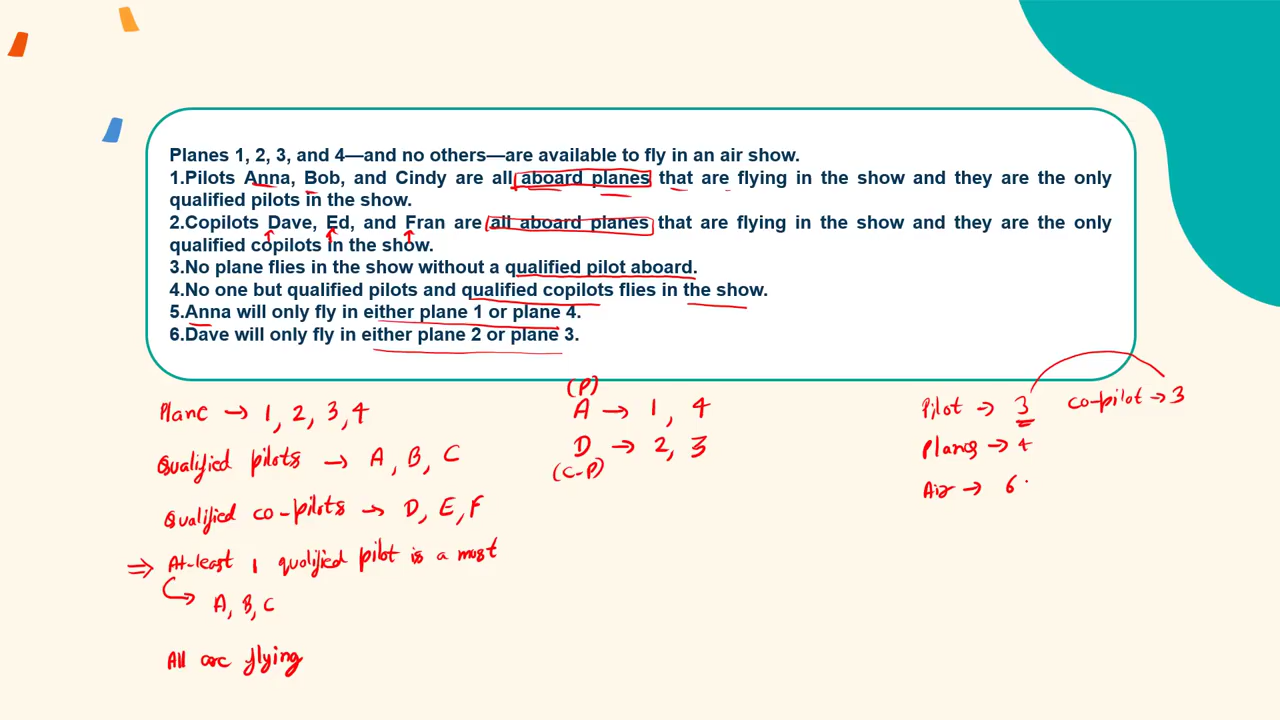 Planes 1, 2, 3, and 4—and no others—are available to fly in an air show.
1.Pilots Anna, Bob, and Cindy are all aboard planes that are flying in the show and they are the only
qualified pilots in the show.
2.Copilots Dave, Ed, and Fran are all aboard planes that are flying in the show and they are the only
qualified copilots in the show.
3.No plane flies in the show without a qualified pilot aboard.
4.No one but qualified pilots and qualified copilots flies in the show.
5.Anna will only fly in either plane 1 or plane 4.
6.Dave will only fly in either plane 2 or plane 3.
Plane → 1, 2, 3, 4
Qualified pilots → A, B, C
Qualified co-pilots → D, E, F
⇒ At-least 1 qualified pilot is a must
↳ A, B, C
All are flying
(P)
A → 1, 4
D → 2, 3
(C-P)
Pilot → 3 co-pilot → 3
Planes → 4
Air → 6